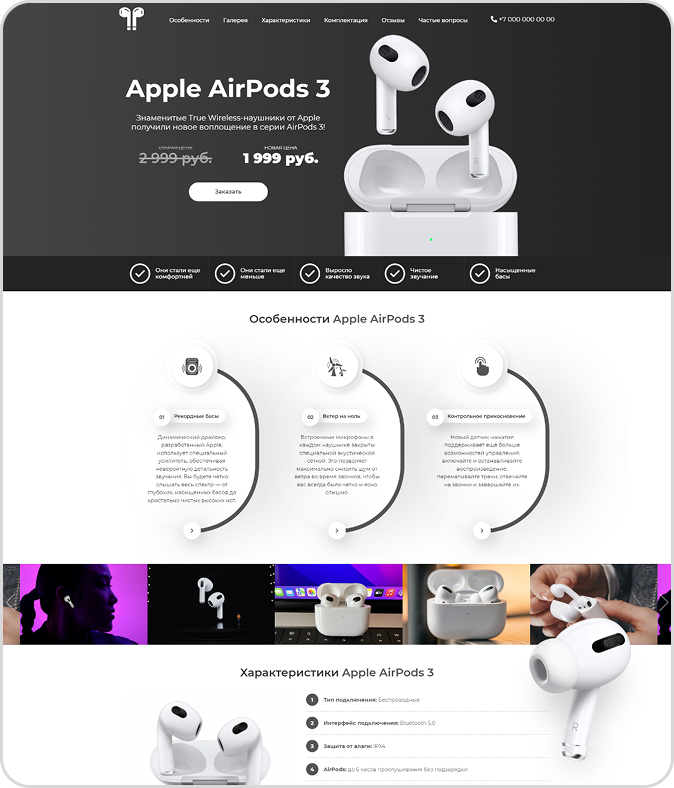 Особенности Галерея Характеристики Комплектация Отзывы Частые вопросы +7 000 000 00 00
Apple AirPods 3
Знаменитые True Wireless-наушники от Apple
получили новое воплощение в серии AirPods 3!
СТАРАЯ ЦЕНА НОВАЯ ЦЕНА
2 999 руб. 1 999 руб.
Заказать
Они стали еще
комфортней
Они стали еще
меньше
Выросло
качество звука
Чистое
звучание
Насыщенные
басы
Особенности Apple AirPods 3
01 Рекордные басы
Динамический драйвер,
разработанный Apple,
использует специальный
усилитель, обеспечивая
невероятную детальность
звучания. Вы будете чётко
слышать весь спектр — от
глубоких, насыщенных басов до
кристально чистых высоких нот.
02 Ветер на ноль
Встроенные микрофоны в
каждом наушнике закрыты
специальной акустической
сеткой. Это позволяет
максимально снизить шум от
ветра во время звонков, чтобы
вас всегда было чётко и ясно
слышно.
03 Контрольное прикосновение
Новый датчик нажатия
поддерживает ещё больше
возможностей управления:
включайте и останавливайте
воспроизведение,
перематывайте треки, отвечайте
на звонки и завершайте их.
Характеристики Apple AirPods 3
1 Тип подключения: Беспроводные
2 Интерфейс подключения: Bluetooth 5.0
3 Защита от влаги: IPX4
4 AirPods: до 6 часов прослушивания без подзарядки
L
R
R